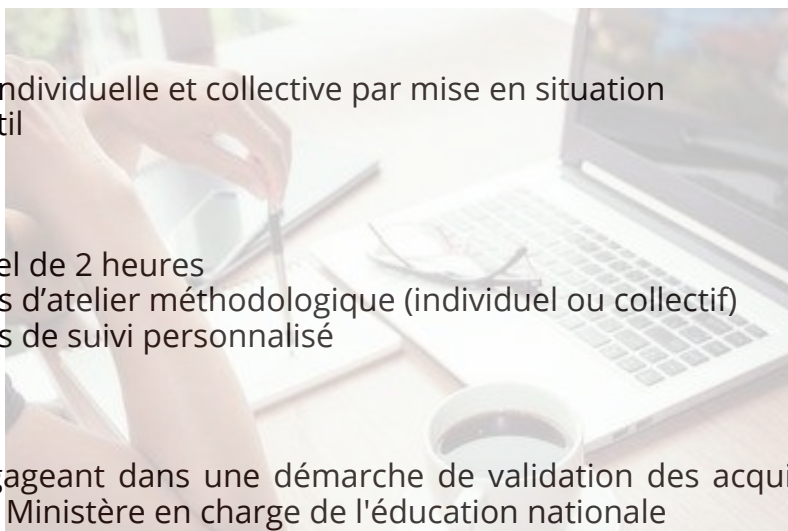 ndividuelle et collective par mise en situation
til
el de 2 heures
s d’atelier méthodologique (individuel ou collectif)
s de suivi personnalisé
gageant dans une démarche de validation des acqui
Ministère en charge de l'éducation nationale